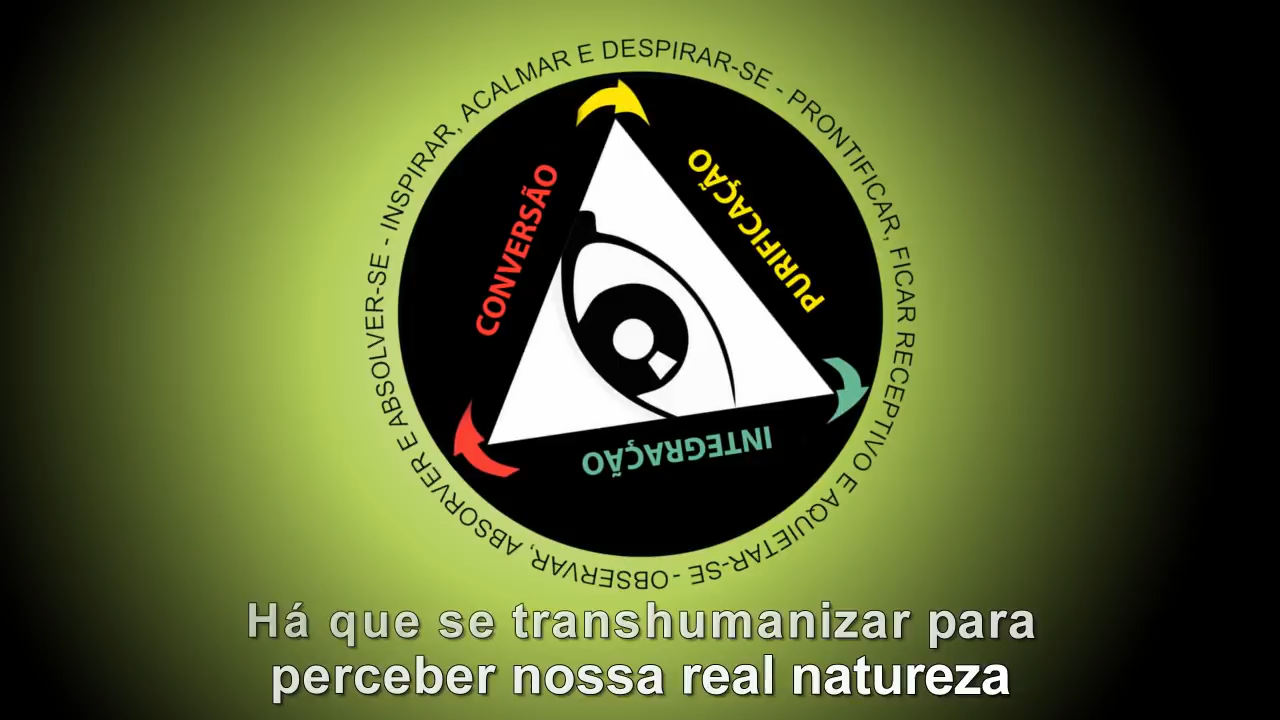 INSPIRAR, ACALMAR E DESPIRAR-SE - PRONTIFICAR, FICAR RECEPTIVO E AQUIETAR-SE - OBSERVAR, ABSORVER E ABSOLVER-SE -
CONVERSÃO
PURIFICAÇÃO
INTEGRAÇÃO
Há que se transhumanizar para
perceber nossa real natureza